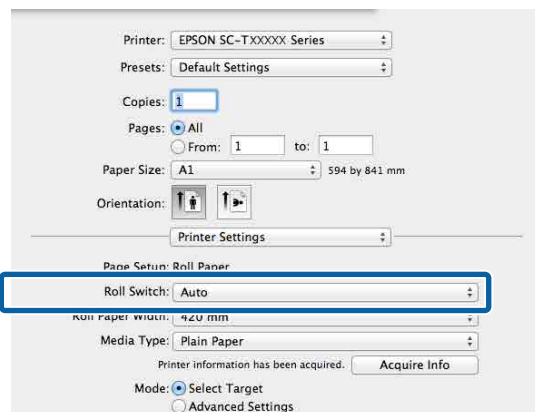 Printer: EPSON SC-TXXXXX Series
Presets: Default Settings
Copies: 1
Pages: All
From: 1 to: 1
Paper Size: A1 594 by 841 mm
Orientation:
Printer Settings
Page Setup: Roll Paper
Roll Switch: Auto
Roll Paper Width: 420 mm
Media Type: Plain Paper
Printer information has been acquired. Acquire Info
Mode: Select Target
Advanced Settings